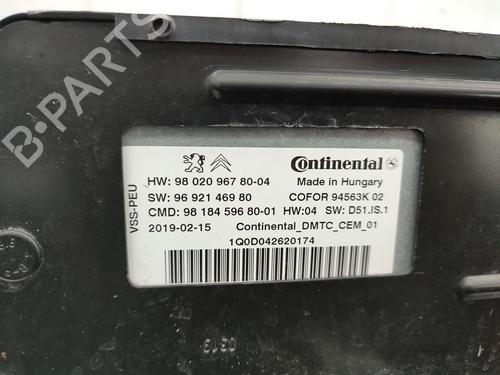 B-PARTS
VSS-PEU
Continental
HW: 98 020 967 80-04 Made in Hungary
SW: 96 921 469 80 COFOR 94563K 02
CMD: 98 184 596 80-01 HW:04 SW: D51.IS.1
2019-02-15 Continental_DMTC_CEM_01
1Q0D042620174